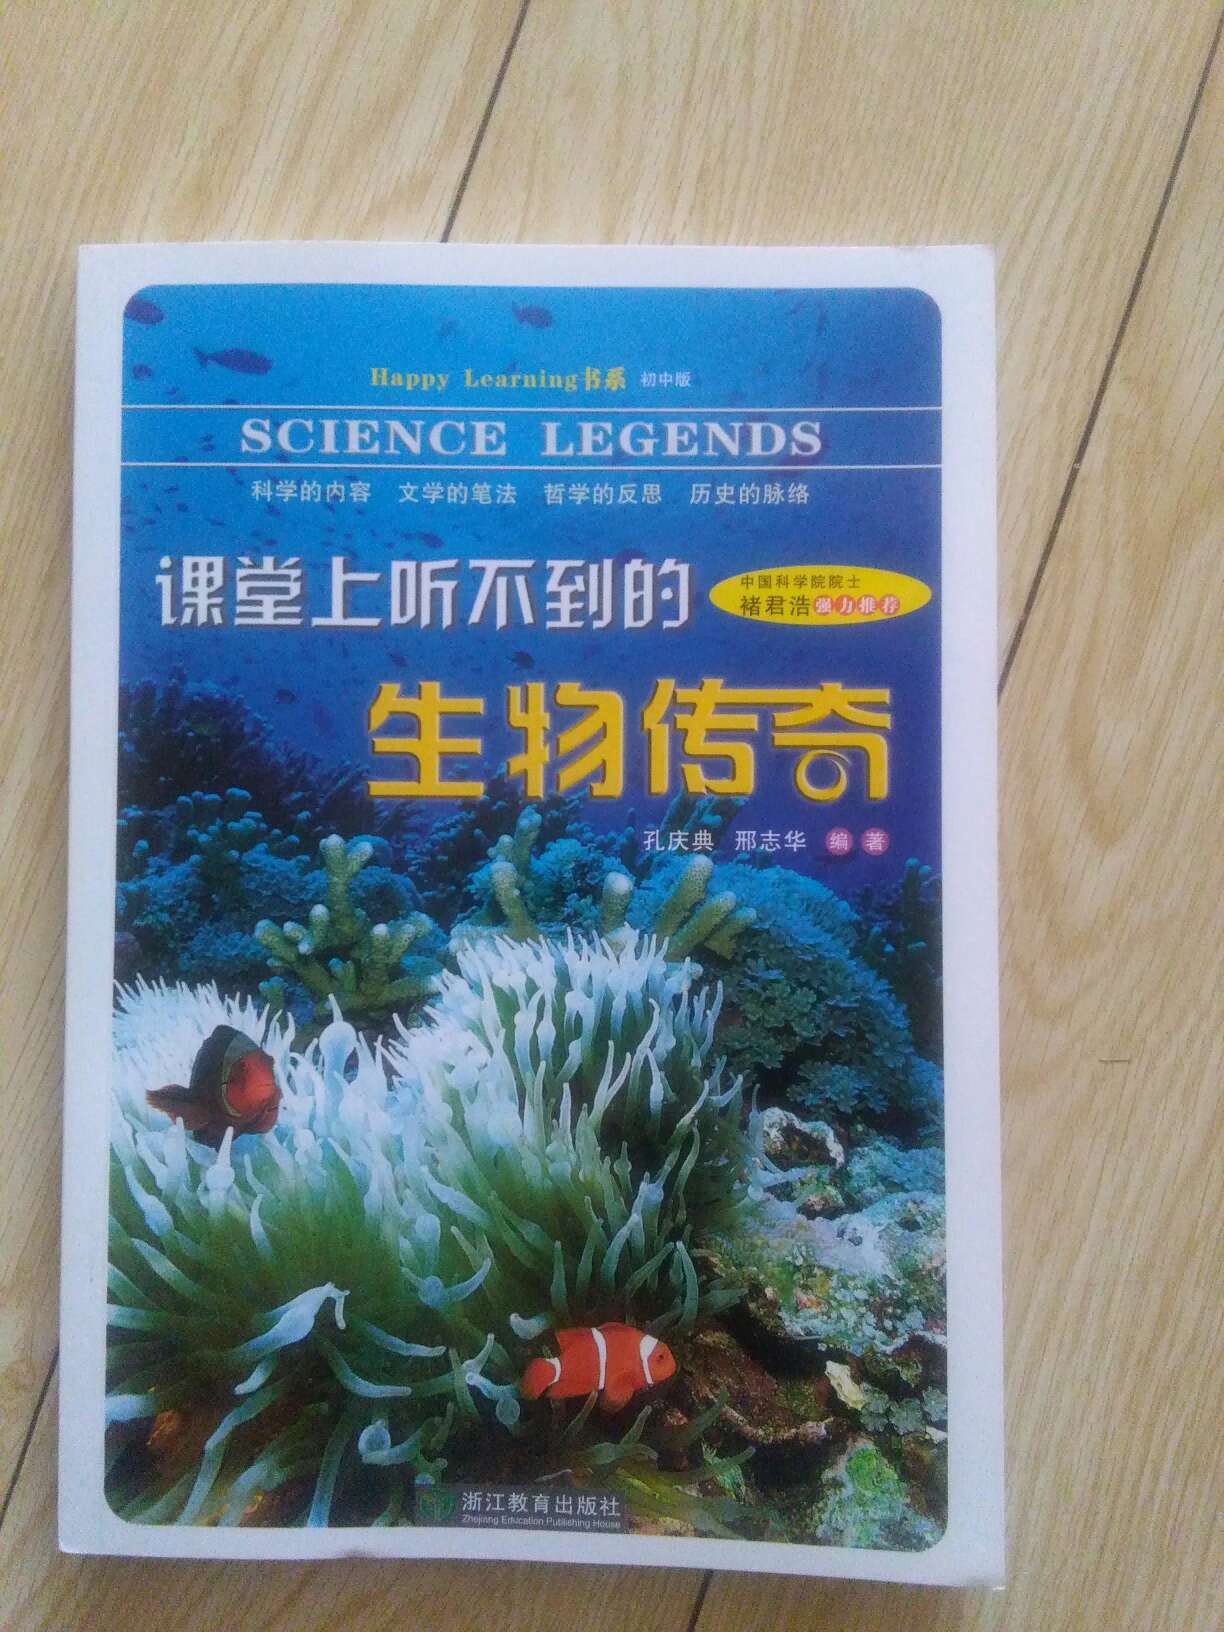 Happy Learning书系 初中版
SCIENCE LEGENDS
科学的内容 文学的笔法 哲学的反思 历史的脉络
课堂上听不到的
中国科学院院士
褚君浩强力推荐
生物传奇
孔庆典 邢志华 编著
浙江教育出版社
Zhejiang Education Publishing House